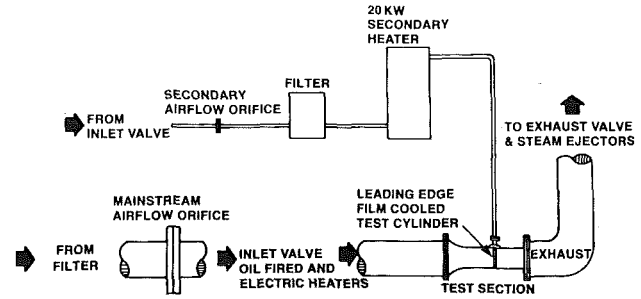 20 KW
SECONDARY
HEATER
FILTER
SECONDARY
AIRFLOW ORIFICE
FROM
INLET VALVE
TO EXHAUST VALVE
& STEAM EJECTORS
LEADING EDGE
FILM COOLED
TEST CYLINDER
MAINSTREAM
AIRFLOW ORIFICE
FROM
FILTER
INLET VALVE
OIL FIRED AND
ELECTRIC HEATERS
EXHAUST
TEST SECTION